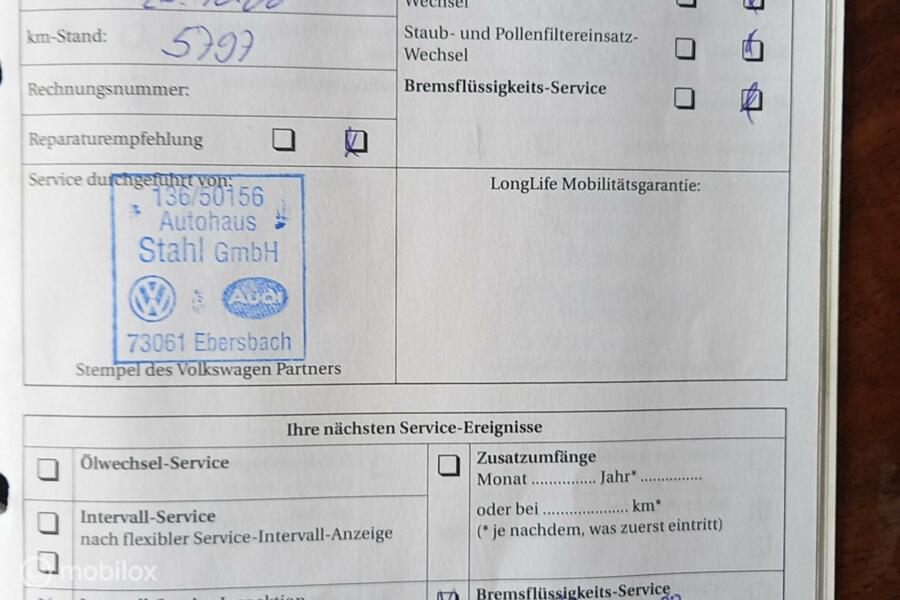 Wechsel
km-Stand: 5797
Staub- und Pollenfiltereinsatz-
Wechsel
Rechnungsnummer:
Bremsflüssigkeits-Service
Reparaturempfehlung
Service durchgeführt von:
LongLife Mobilitätsgarantie:
136/50156
Autohaus
Stahl GmbH
VW Audi
73061 Ebersbach
Stempel des Volkswagen Partners
Ihre nächsten Service-Ereignisse
Ölwechsel-Service
Zusatzumfänge
Monat .............. Jahr* ...............
oder bei .................... km*
(* je nachdem, was zuerst eintritt)
Intervall-Service
nach flexibler Service-Intervall-Anzeige
Bremsflüssigkeits-Service
mobilox